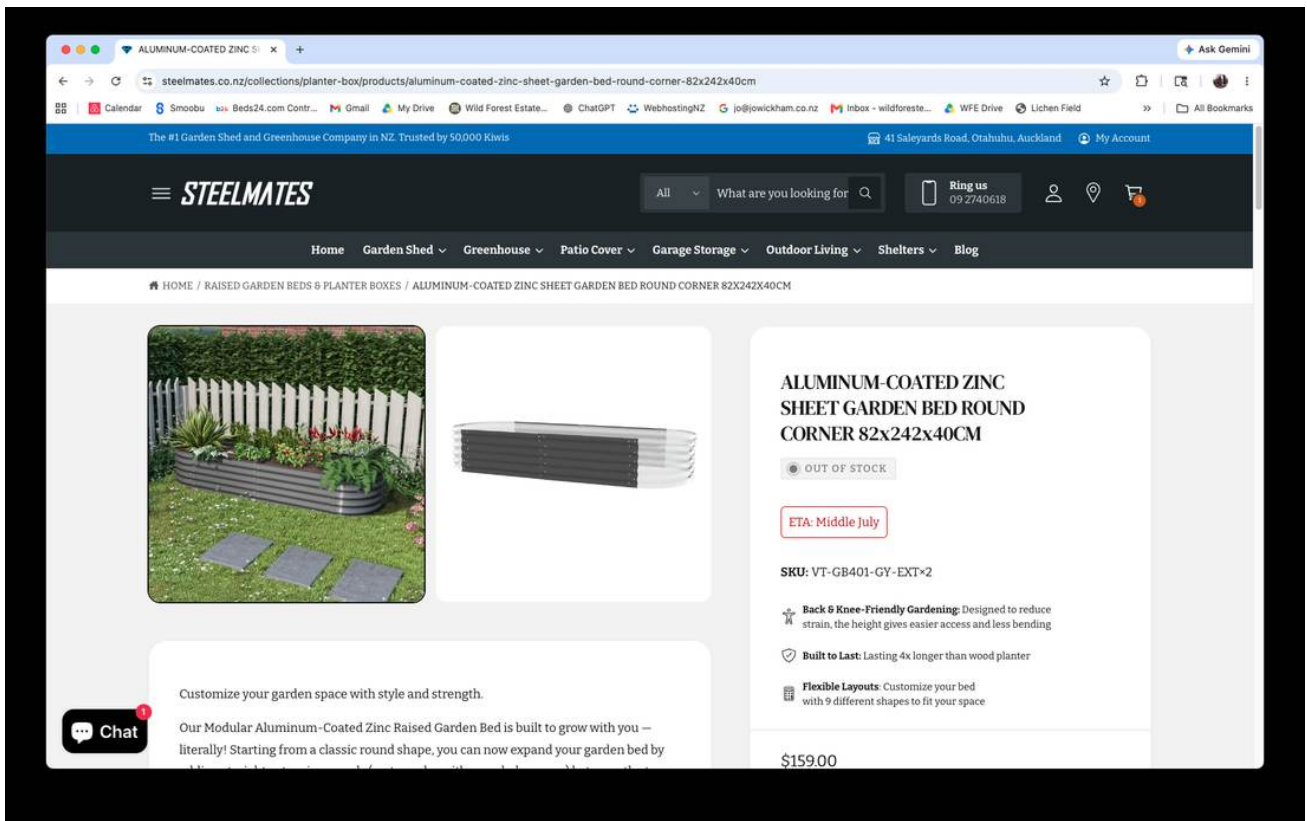 ALUMINUM-COATED ZINC S
Ask Gemini
steelmates.co.nz/collections/planter-box/products/aluminum-coated-zinc-sheet-garden-bed-round-corner-82x242x40cm
Calendar Smoobu Beds24.com Contr... Gmail My Drive Wild Forest Estate... ChatGPT WebhostingNZ jo@jowickham.co.nz Inbox - wildforeste... WFE Drive Lichen Field » All Bookmarks
The #1 Garden Shed and Greenhouse Company in NZ. Trusted by 50,000 Kiwis
41 Saleyards Road, Otahuhu, Auckland My Account
STEELMATES
All What are you looking for
Ring us
09 2740618
1
Home Garden Shed Greenhouse Patio Cover Garage Storage Outdoor Living Shelters Blog
HOME / RAISED GARDEN BEDS & PLANTER BOXES / ALUMINUM-COATED ZINC SHEET GARDEN BED ROUND CORNER 82X242X40CM
ALUMINUM-COATED ZINC
SHEET GARDEN BED ROUND
CORNER 82x242x40CM
OUT OF STOCK
ETA: Middle July
SKU: VT-GB401-GY-EXT×2
Back & Knee-Friendly Gardening: Designed to reduce
strain, the height gives easier access and less bending
Built to Last: Lasting 4x longer than wood planter
Flexible Layouts: Customize your bed
with 9 different shapes to fit your space
$159.00
Customize your garden space with style and strength.
Our Modular Aluminum-Coated Zinc Raised Garden Bed is built to grow with you —
literally! Starting from a classic round shape, you can now expand your garden bed by
Chat
1